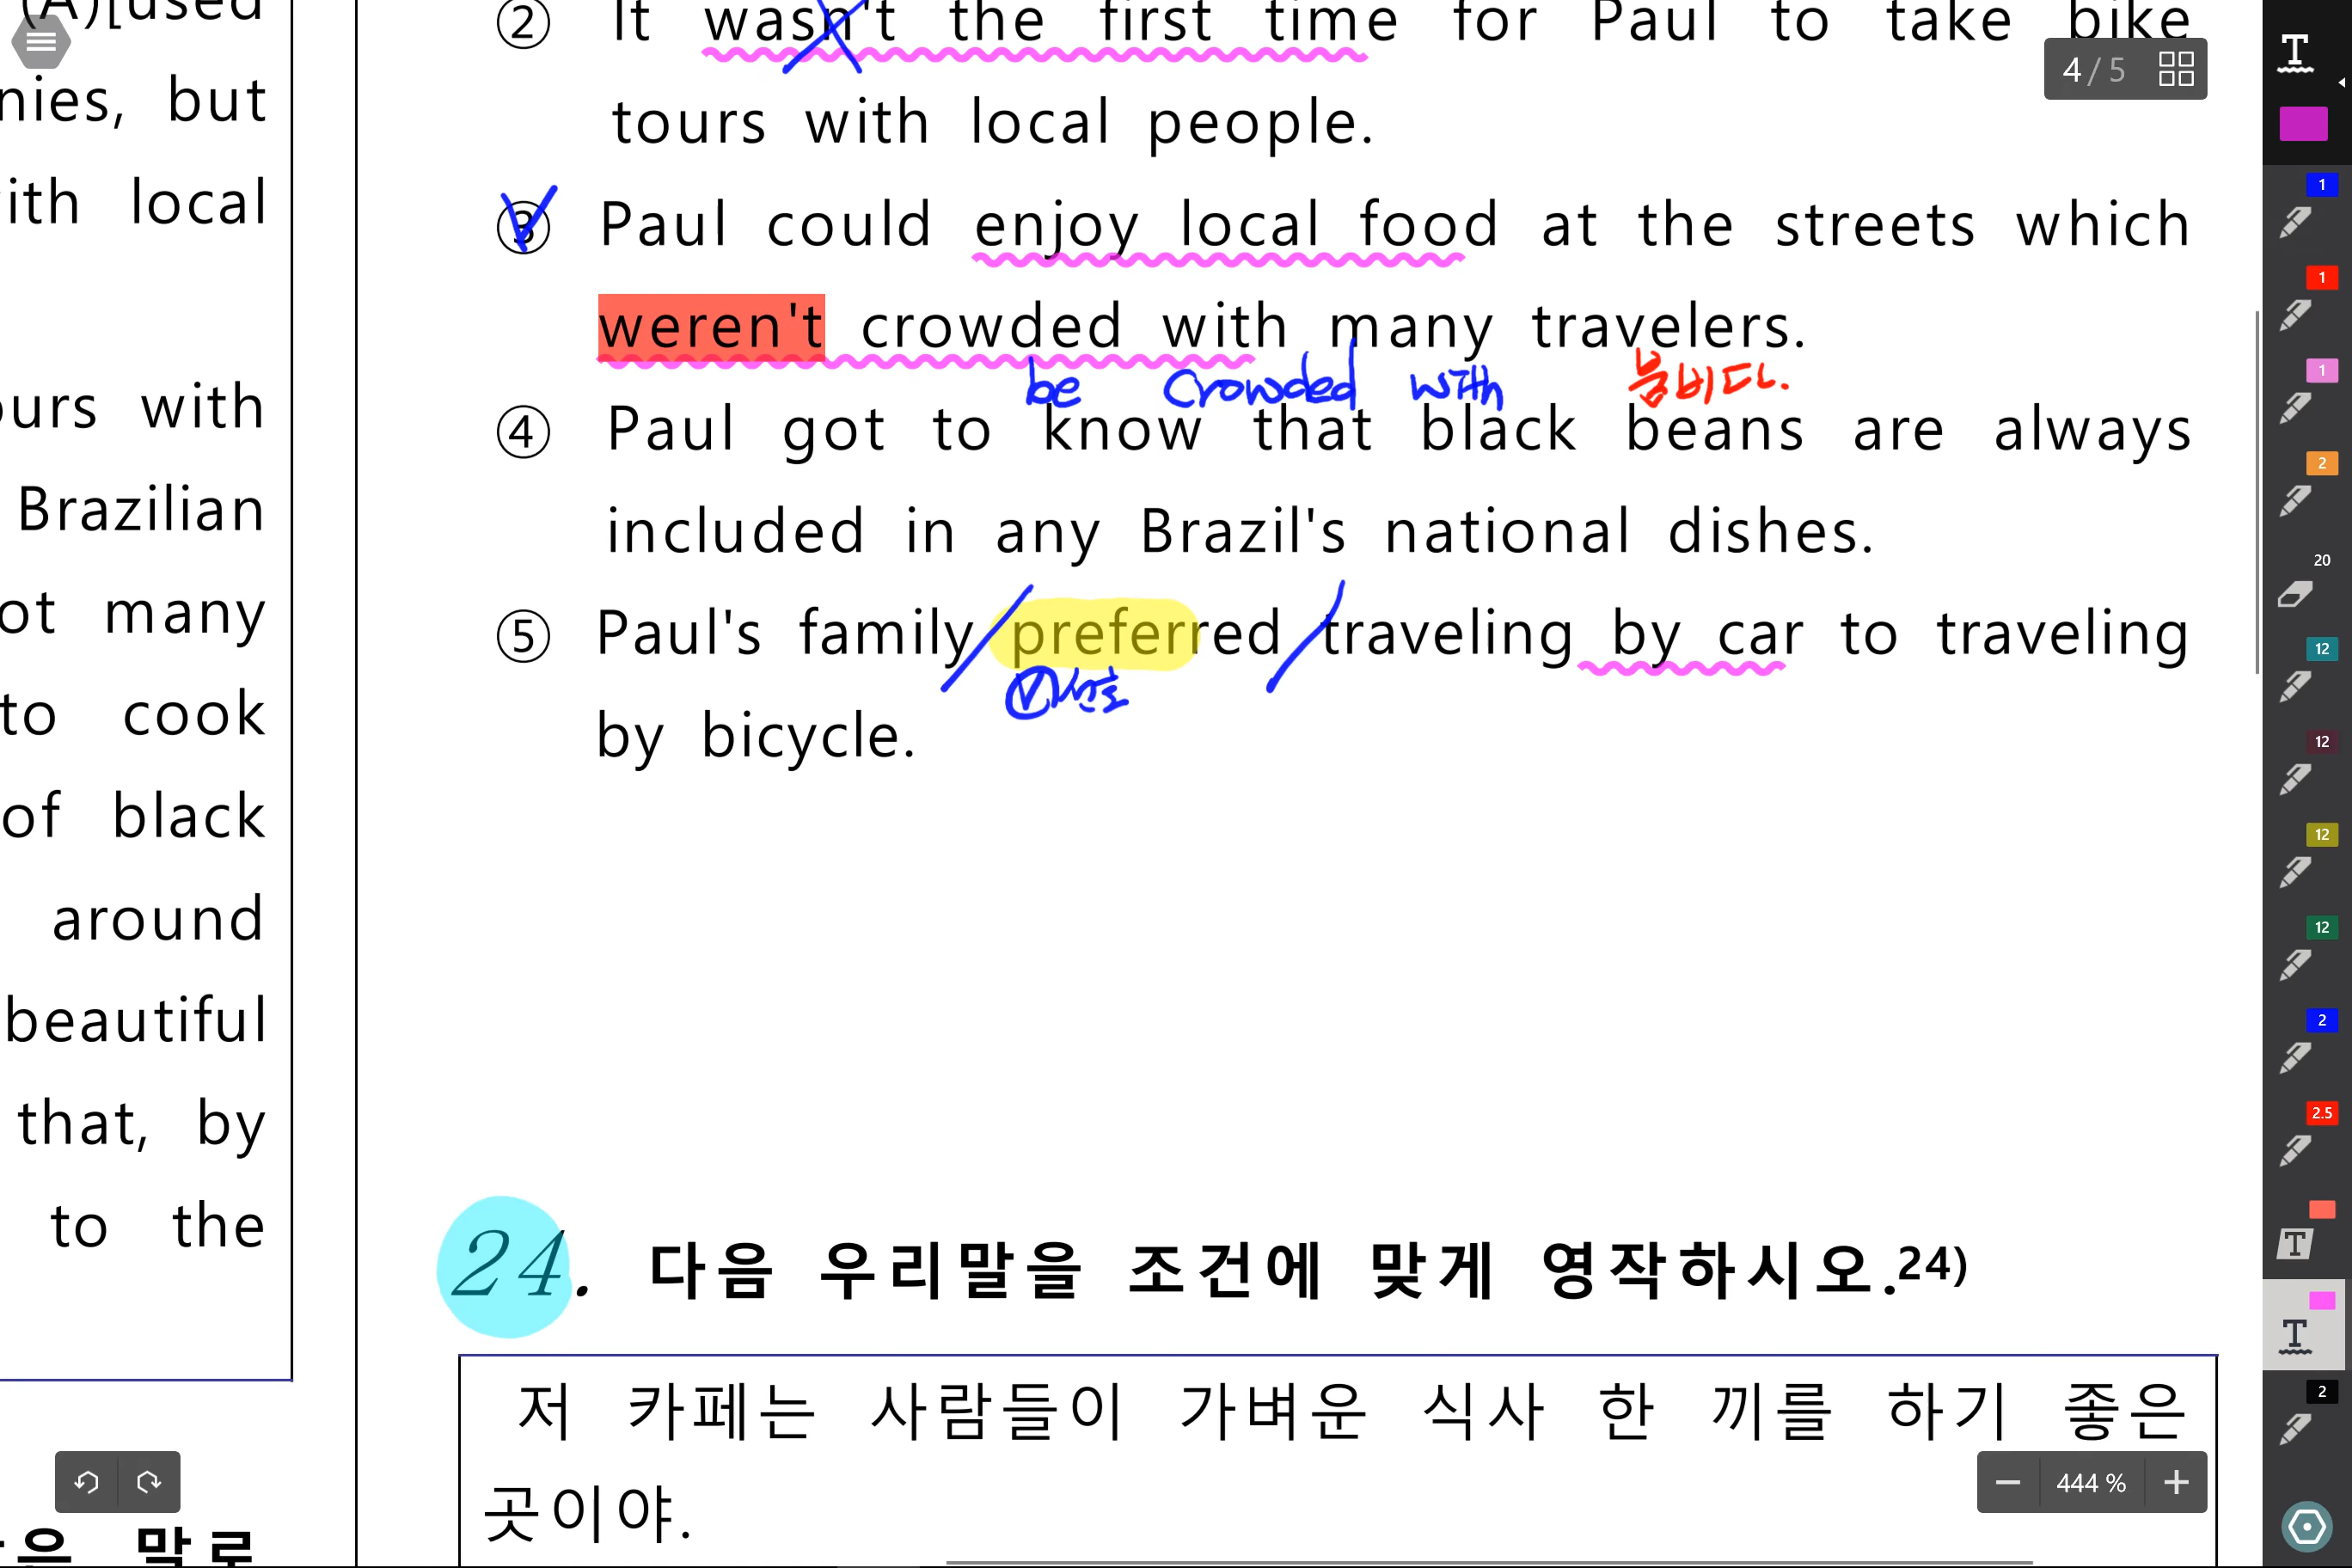 (A)[used
nies, but
ith local
ours with
Brazilian
ot many
to cook
of black
around
beautiful
that, by
to the
은 말로
② It wasn't the first time for Paul to take bike
tours with local people.
③ Paul could enjoy local food at the streets which
weren't crowded with many travelers.
be crowded with 붐비다.
④ Paul got to know that black beans are always
included in any Brazil's national dishes.
⑤ Paul's family preferred traveling by car to traveling
Ⓥ선호
by bicycle.
24. 다음 우리말을 조건에 맞게 영작하시오.24)
저 카페는 사람들이 가벼운 식사 한 끼를 하기 좋은
곳이야.
4 / 5
444 %
T
1
1
1
2
20
12
12
12
12
2
2.5
T
T
2